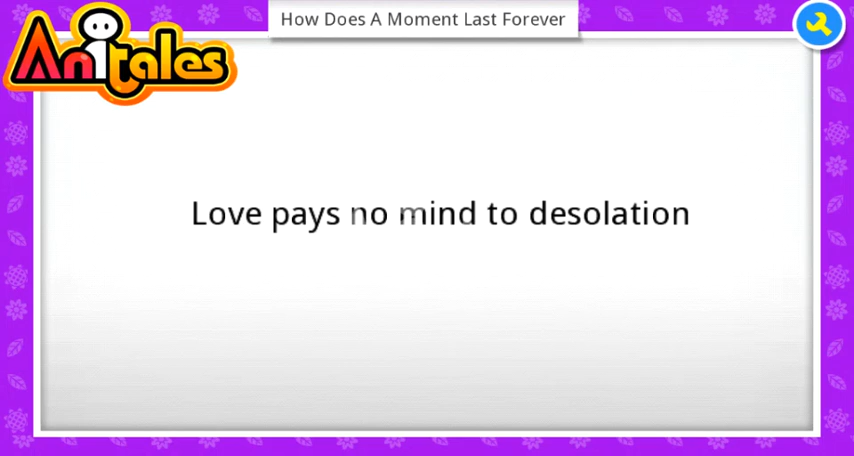 How Does A Moment Last Forever
Anitales
Love pays no mind to desolation